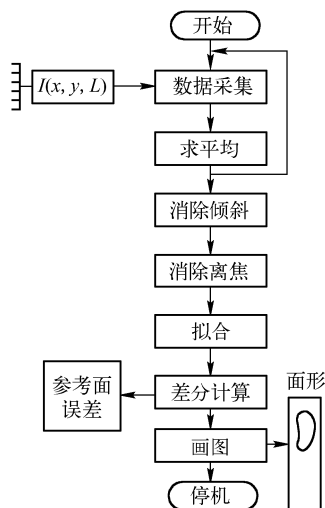 开始
I(x, y, L)
数据采集
求平均
消除倾斜
消除离焦
拟合
参考面
误差
差分计算
面形
画图
停机